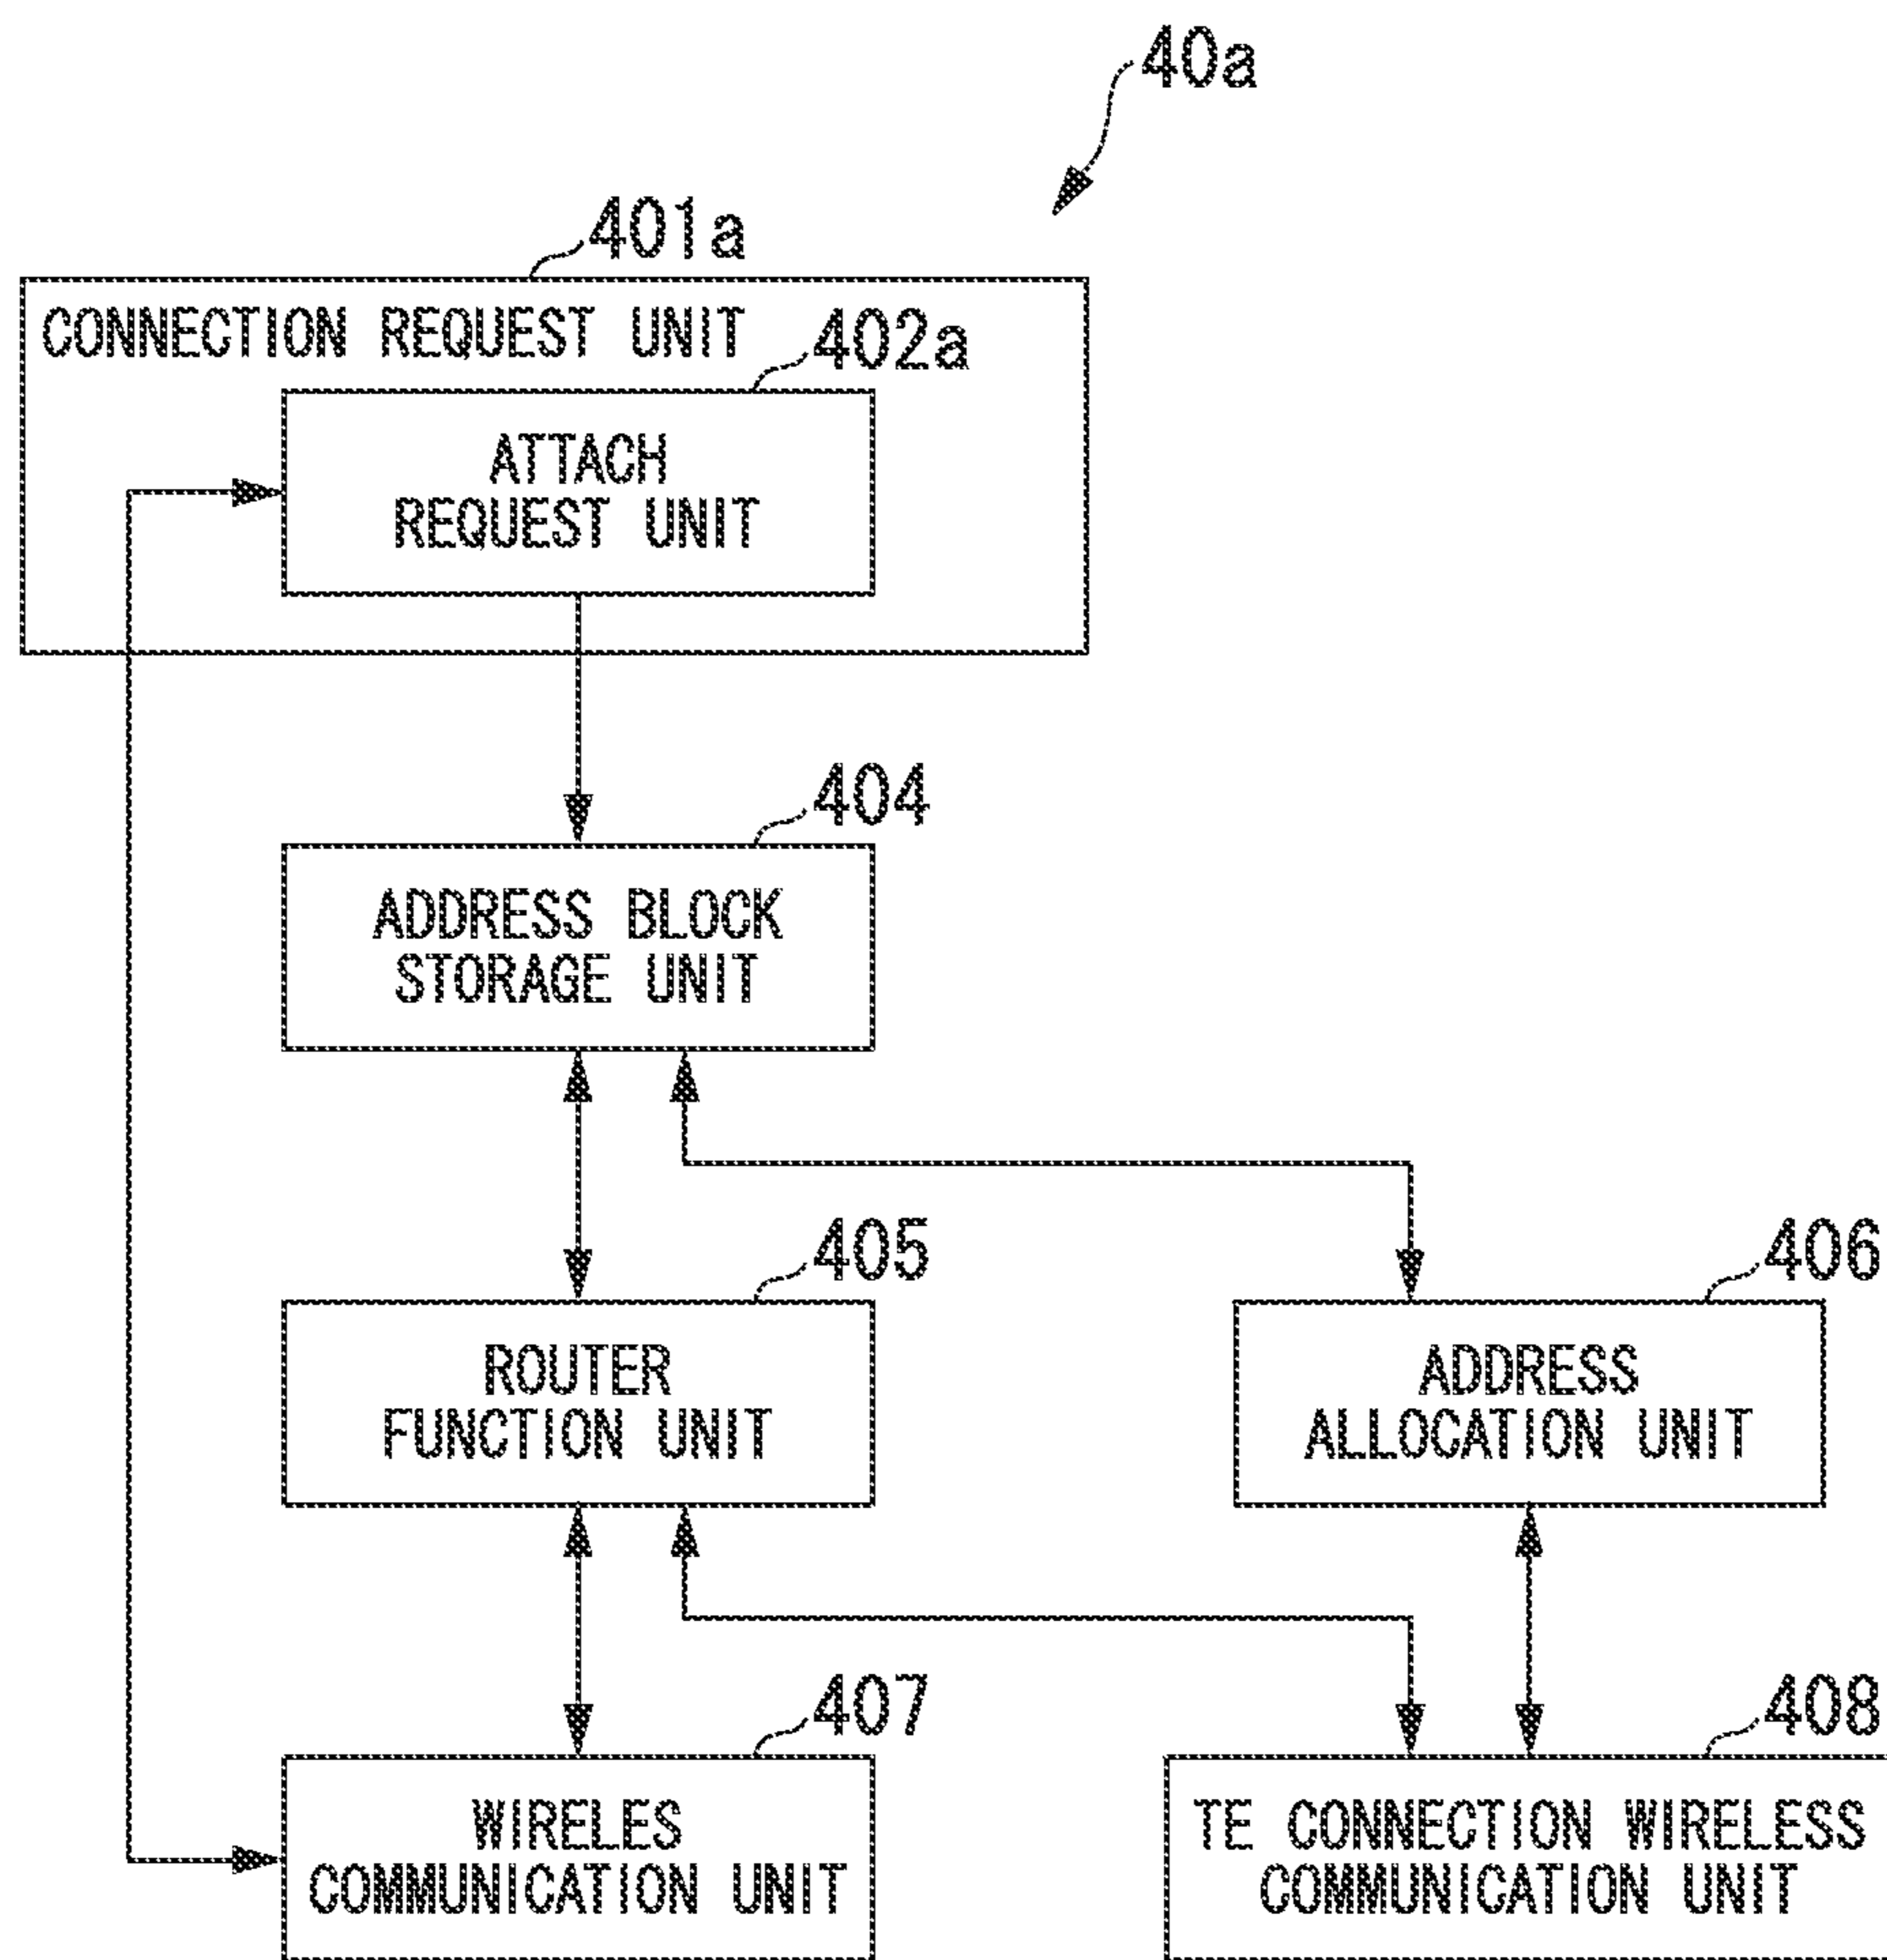 40a
401a
CONNECTION REQUEST UNIT
402a
ATTACH
REQUEST UNIT
404
ADDRESS BLOCK
STORAGE UNIT
405
ROUTER
FUNCTION UNIT
406
ADDRESS
ALLOCATION UNIT
407
WIRELES
COMMUNICATION UNIT
408
TE CONNECTION WIRELESS
COMMUNICATION UNIT